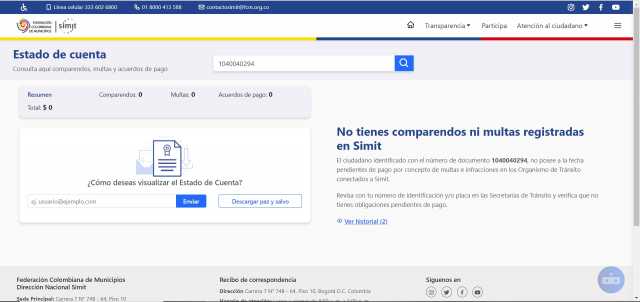 Línea celular 333 602 6900
01 8000 413 588
contactosimit@fcm.org.co
FEDERACIÓN
COLOMBIANA
DE MUNICIPIOS
simit
Transparencia
Participa
Atención al ciudadano
Estado de cuenta
Consulta aquí comparendos, multas y acuerdos de pago
1040040294
Resumen
Comparendos: 0
Multas: 0
Acuerdos de pago: 0
Total: $ 0
¿Cómo deseas visualizar el Estado de Cuenta?
ej. usuario@ejemplo.com
Enviar
Descargar paz y salvo
No tienes comparendos ni multas registradas
en Simit
El ciudadano identificado con el número de documento 1040040294, no posee a la fecha
pendientes de pago por concepto de multas e infracciones en los Organismo de Tránsito
conectados a Simit.
Revisa con tu número de identificación y/o placa en las Secretarías de Tránsito y verifica que no
tienes obligaciones pendientes de pago.
Ver historial (2)
Federación Colombiana de Municipios
Dirección Nacional Simit
Sede Principal: Carrera 7 N° 74B - 64, Piso 10
Recibo de correspondencia
Dirección Carrera 7 N° 74B - 64, Piso 10, Bogotá D.C. Colombia
Síguenos en